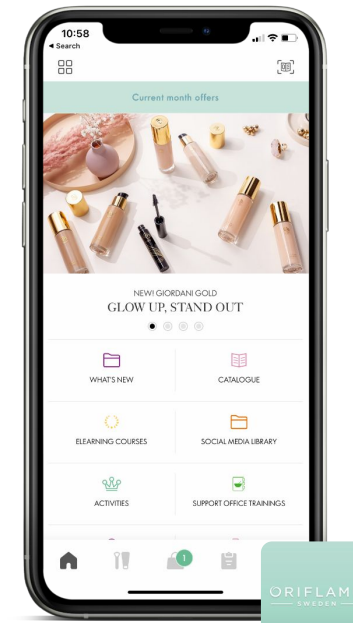 10:58
◀ Search
Current month offers
NEW! GIORDANI GOLD
GLOW UP, STAND OUT
WHAT'S NEW
CATALOGUE
ELEARNING COURSES
SOCIAL MEDIA LIBRARY
ACTIVITIES
SUPPORT OFFICE TRAININGS
1
ORIFLAM
SWEDEN